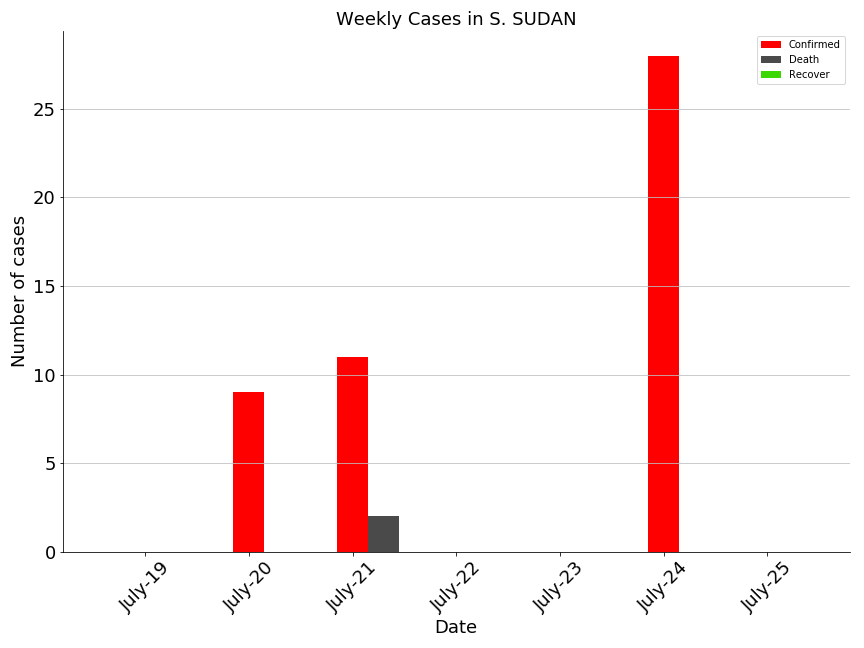 Weekly Cases in S. SUDAN
Confirmed
Death
Recover
Number of cases
25
20
15
10
5
0
July-19
July-20
July-21
July-22
July-23
July-24
July-25
Date